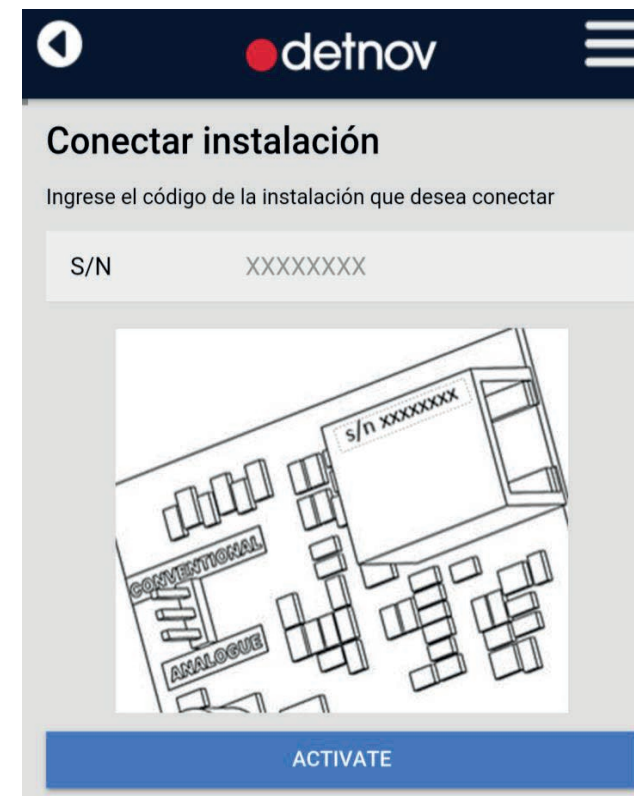 detnov
Conectar instalación
Ingrese el código de la instalación que desea conectar
S/N XXXXXXXX
s/n xxxxxxxx
CONVENTIONAL
ANALOGUE
ACTIVATE